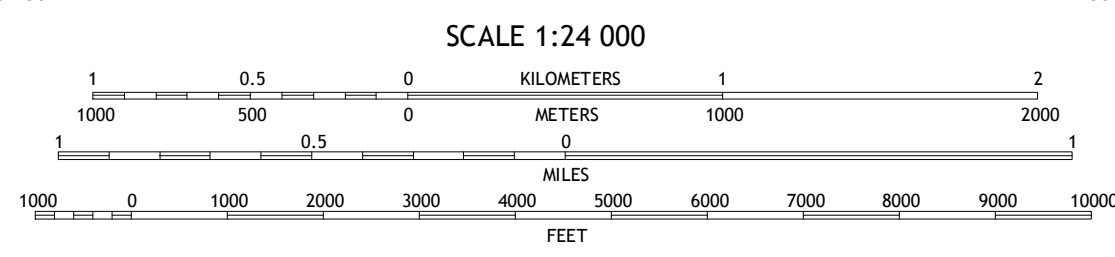 SCALE 1:24 000
1 0.5 0 KILOMETERS 1 2
1000 500 0 METERS 1000 2000
1 0.5 0 1
MILES
1000 0 1000 2000 3000 4000 5000 6000 7000 8000 9000 10000
FEET